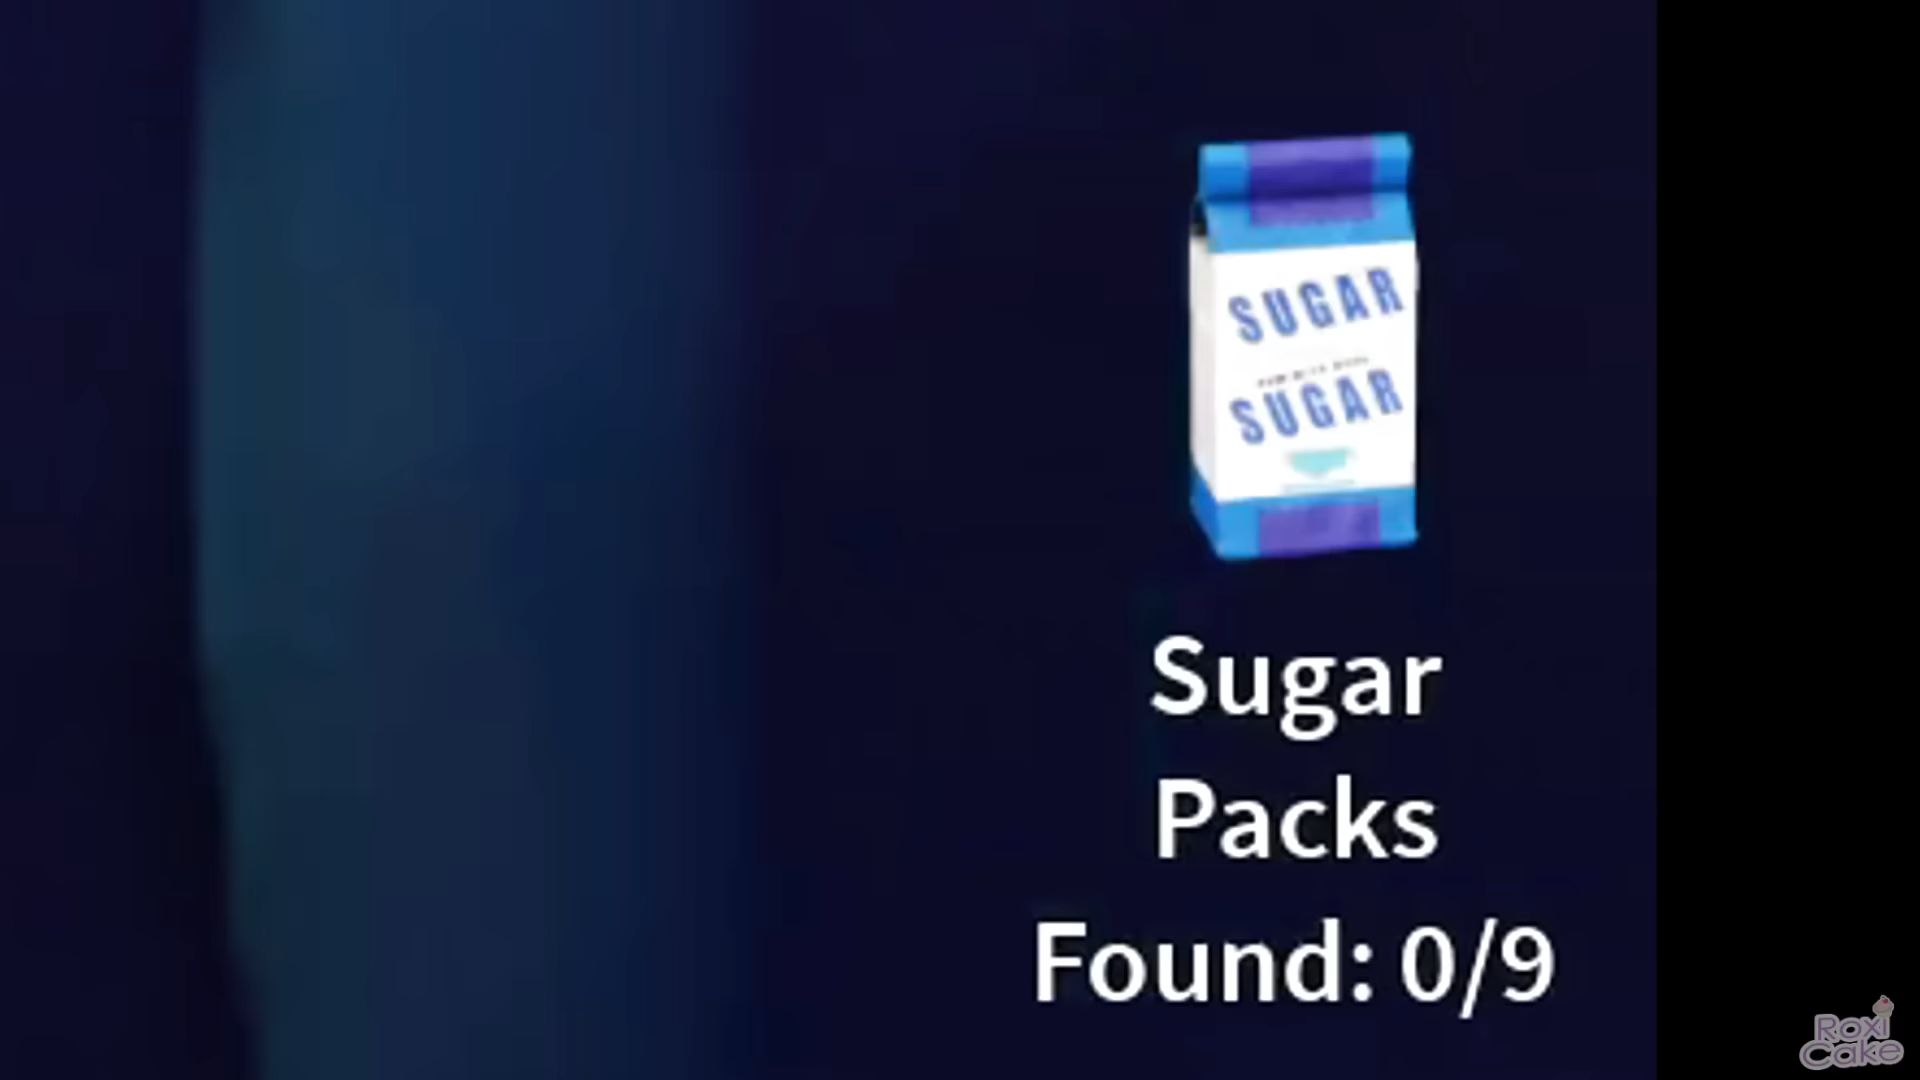 SUGAR
SUGAR
Sugar
Packs
Found: 0/9
Roxi
Cake